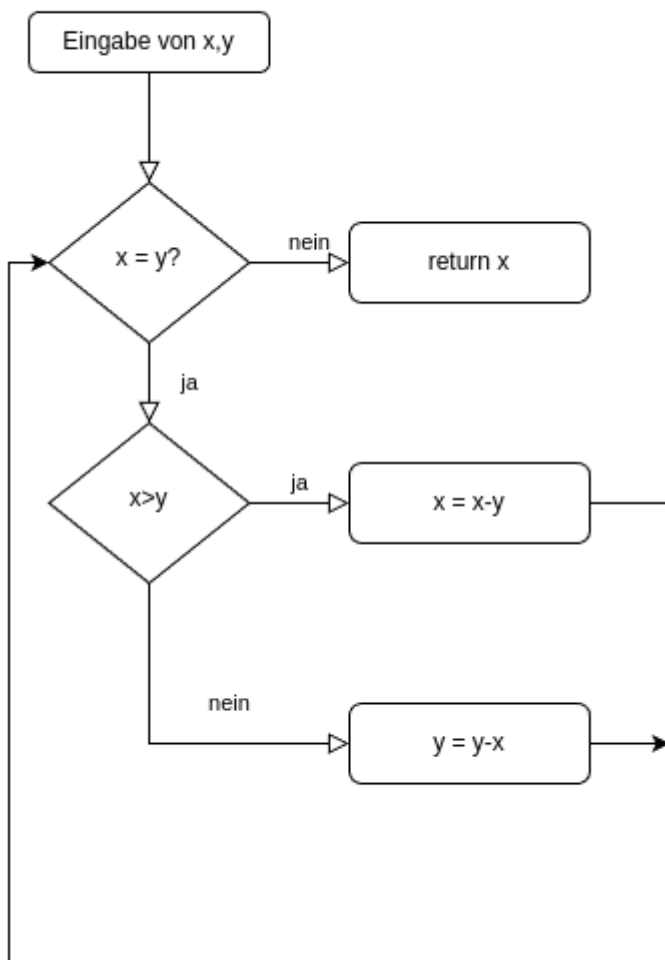 Eingabe von x,y
x = y?
nein
return x
ja
x>y
ja
x = x-y
nein
y = y-x